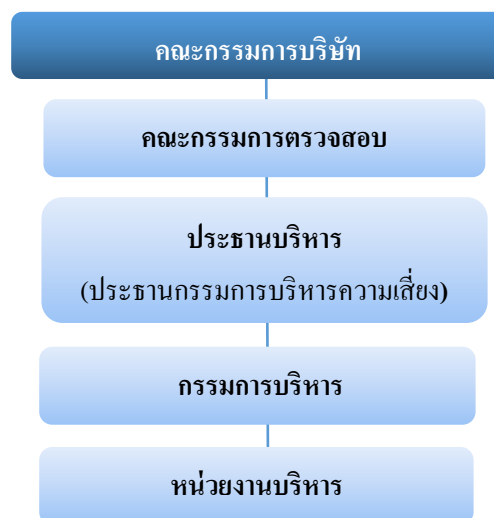 คณะกรรมการบริษัท
คณะกรรมการตรวจสอบ
ประธานบริหาร
(ประธานกรรมการบริหารความเสี่ยง)
กรรมการบริหาร
หน่วยงานบริหาร